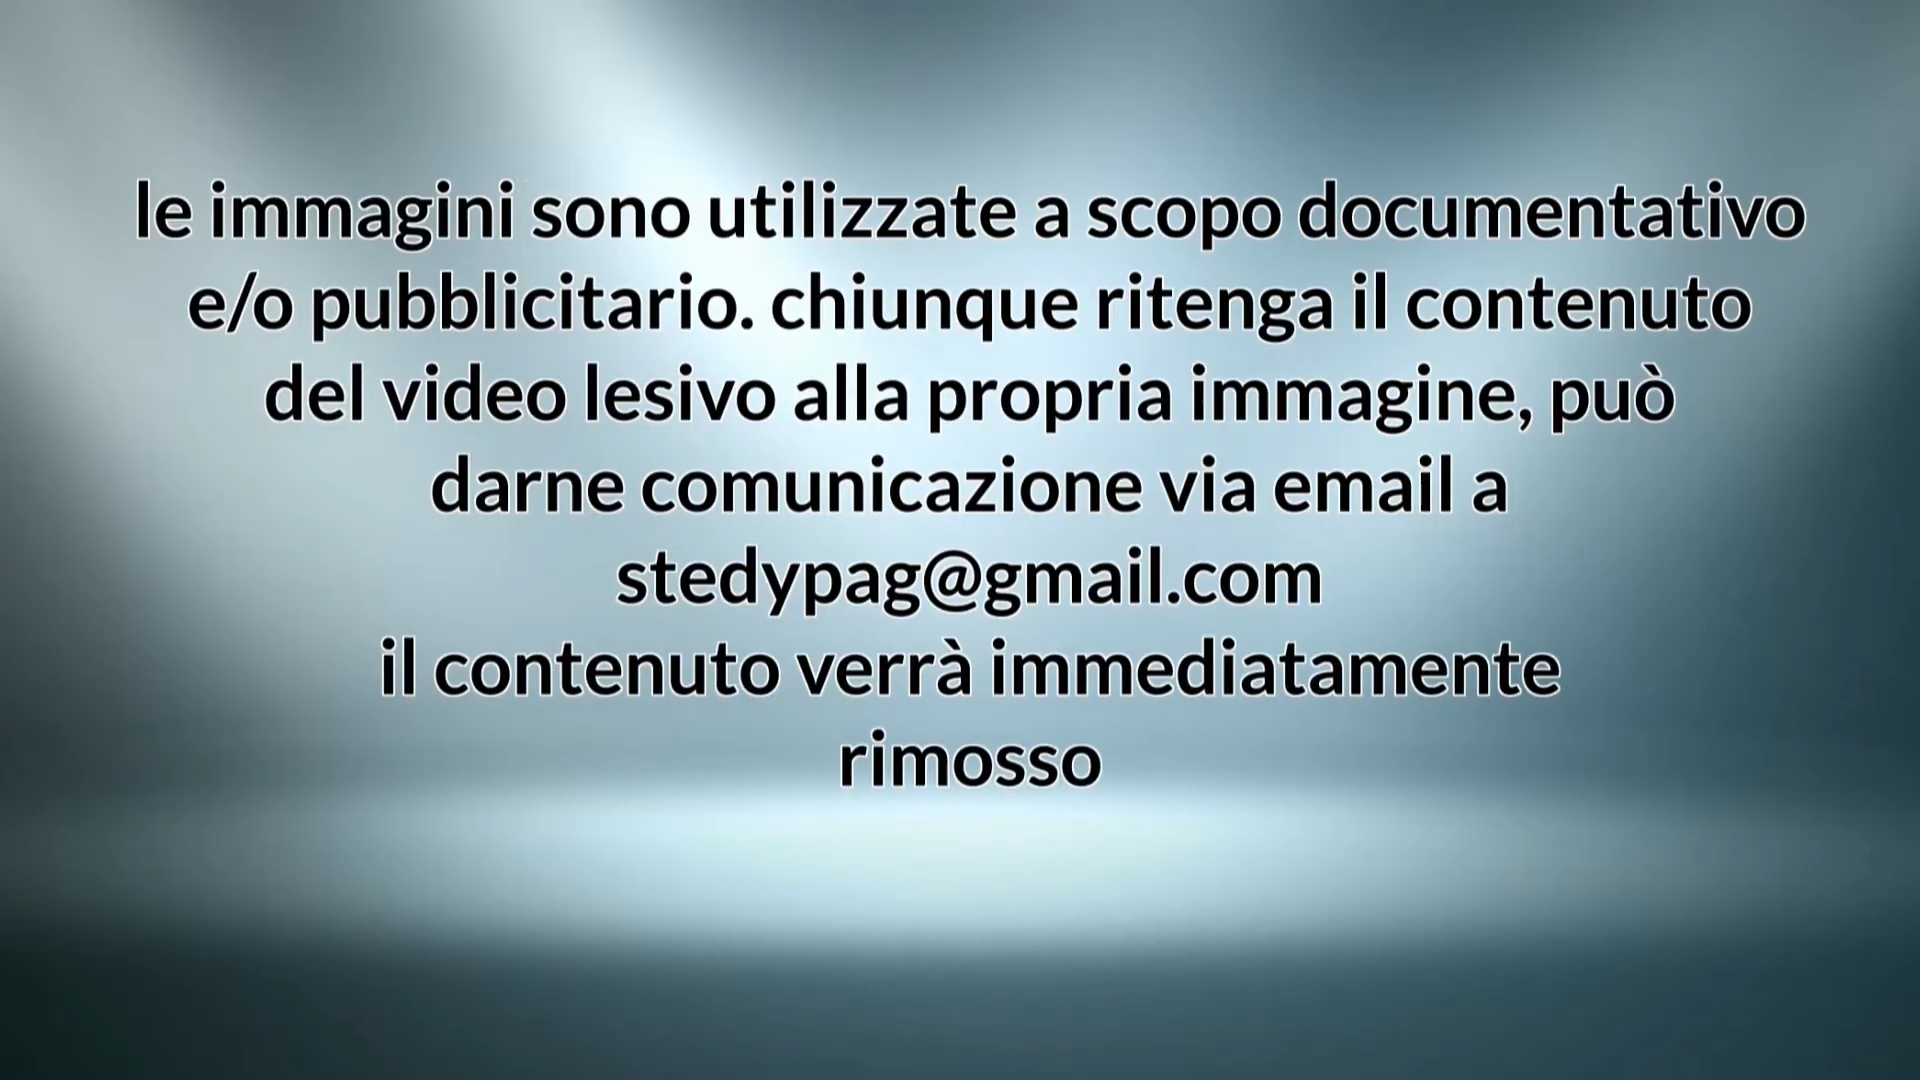 le immagini sono utilizzate a scopo documentativo
e/o pubblicitario. chiunque ritenga il contenuto
del video lesivo alla propria immagine, può
darne comunicazione via email a
stedypag@gmail.com
il contenuto verrà immediatamente
rimosso